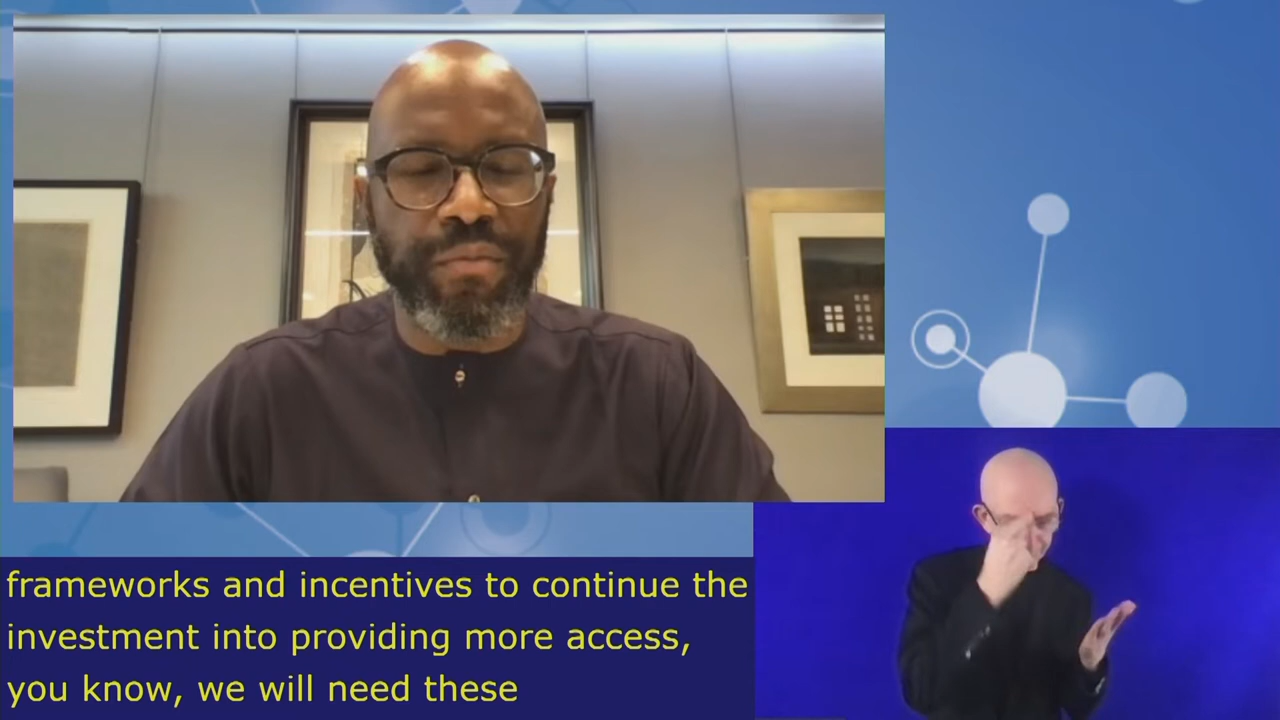 frameworks and incentives to continue the
investment into providing more access,
you know, we will need these